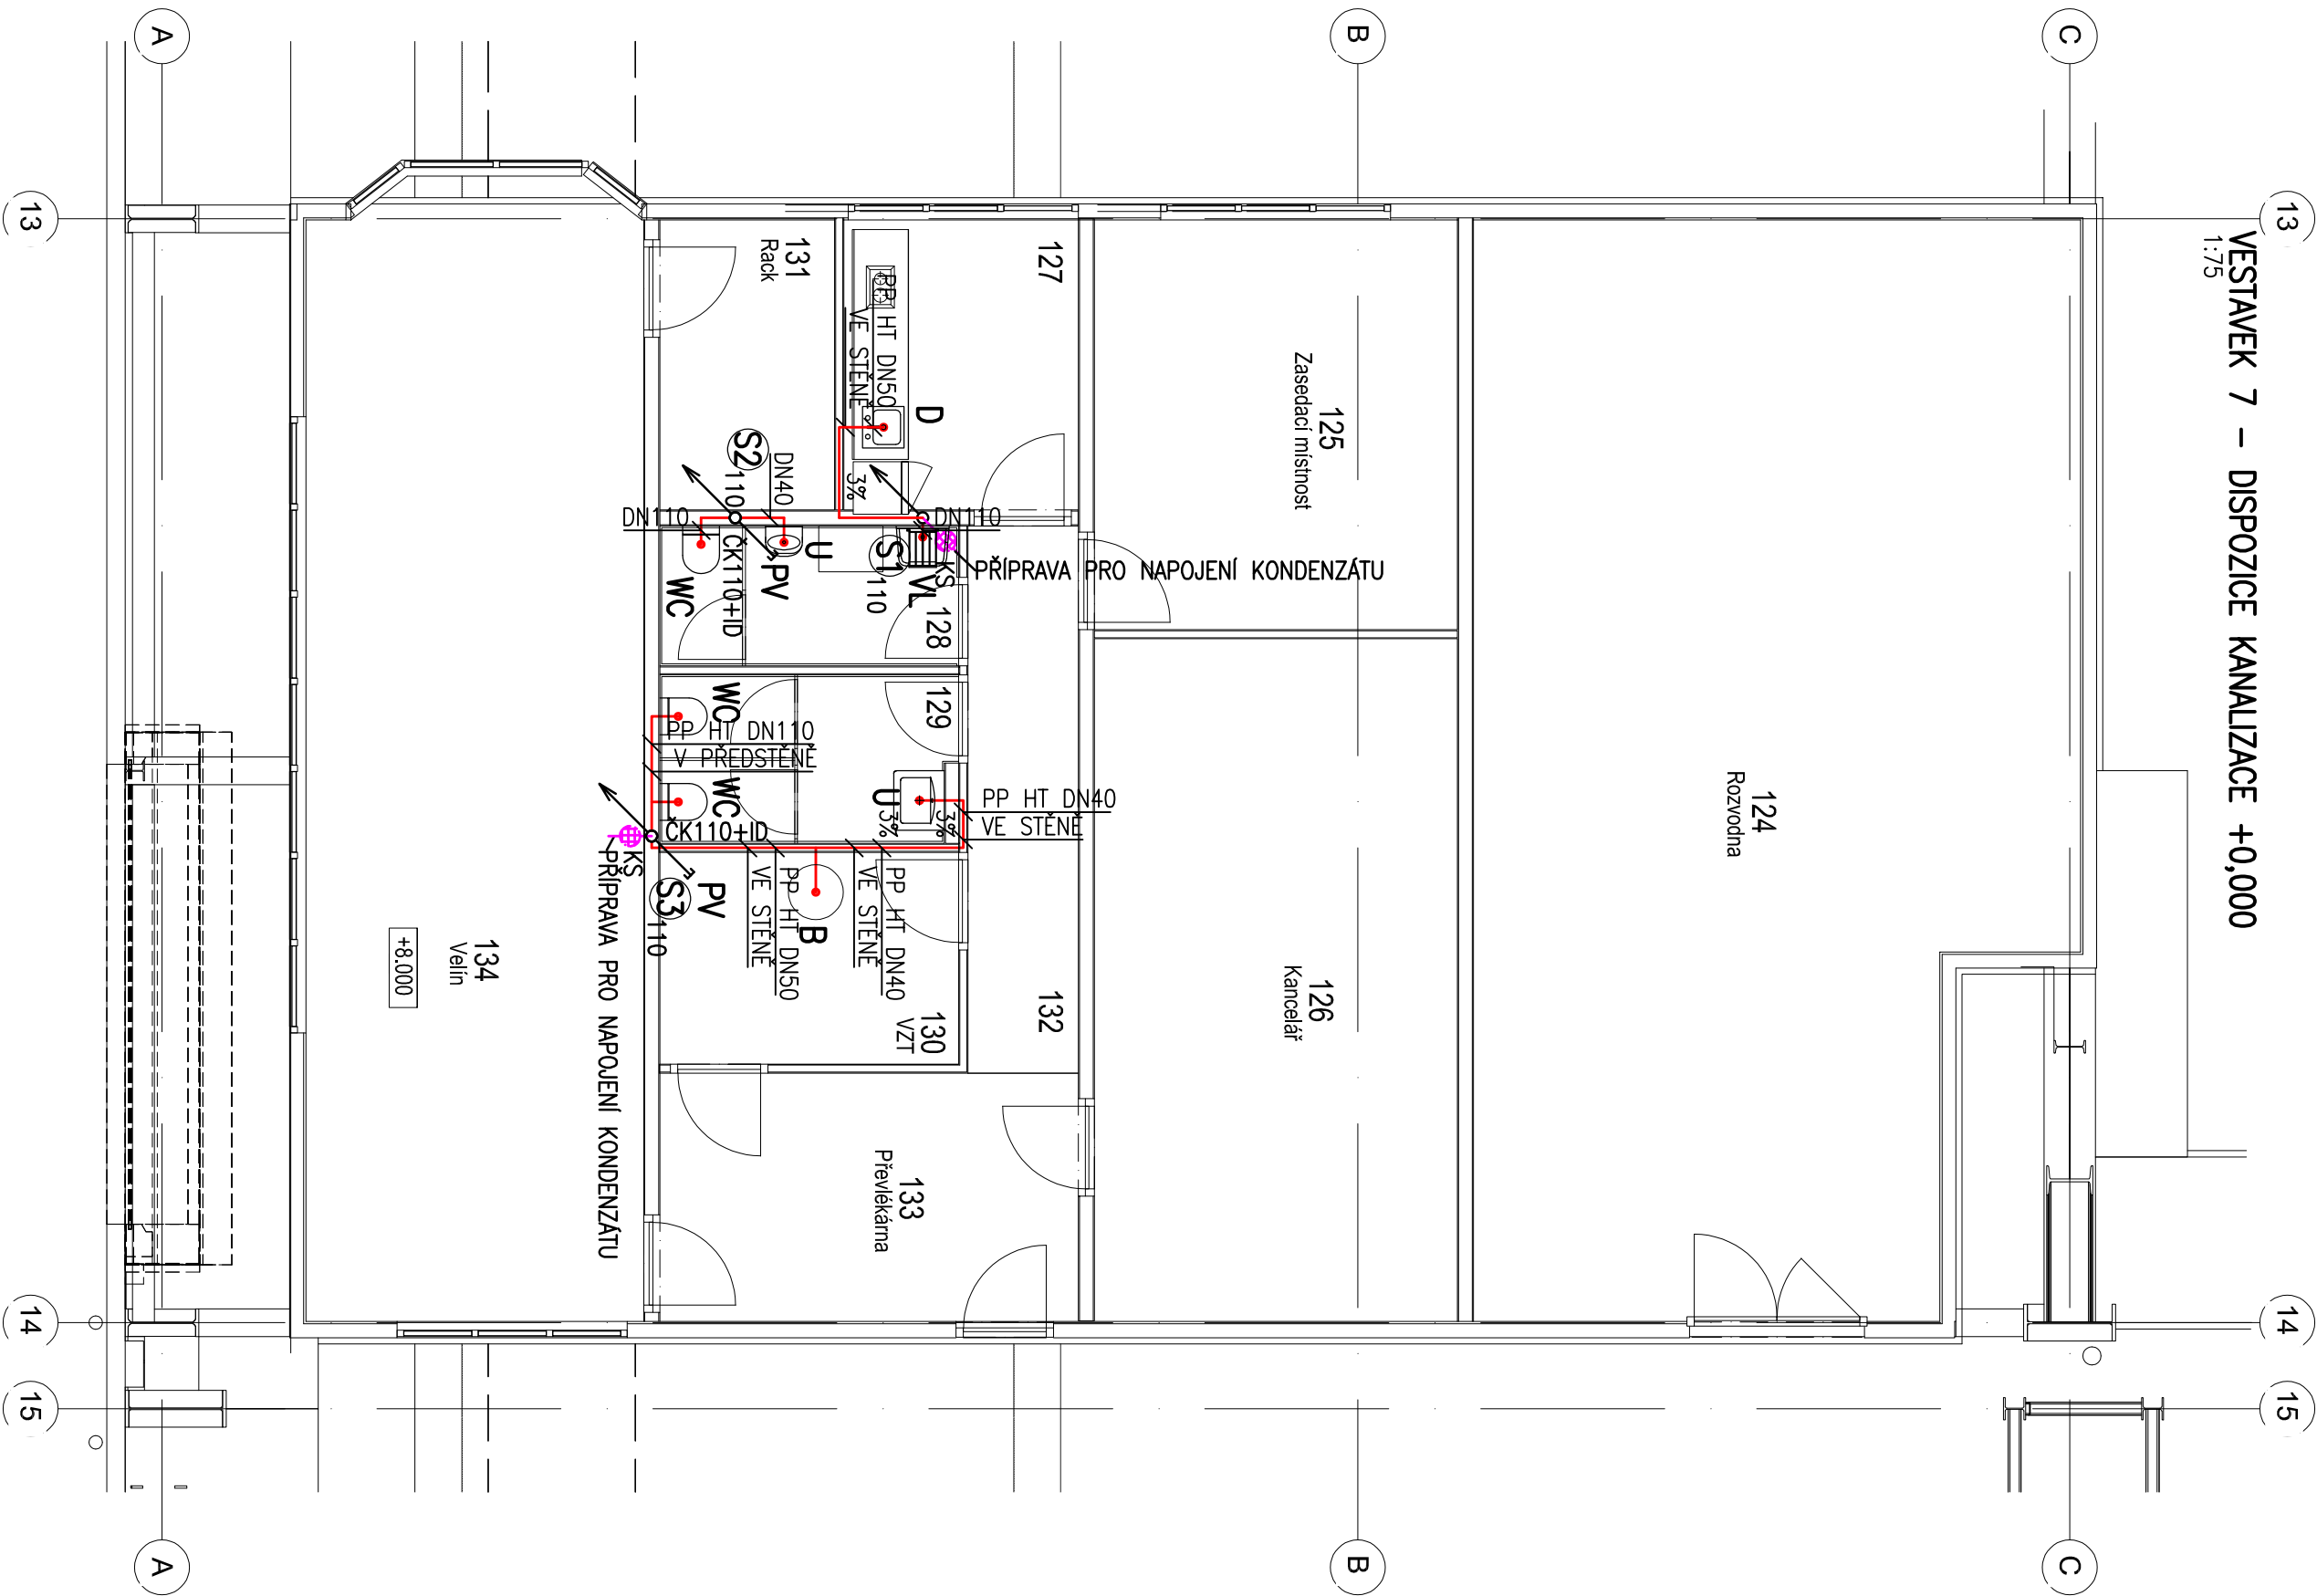 VESTAVEK 7 - DISPOZICE KANALIZACE +0,000
1:75
13
14
15
C
C
124
Rozvodna
B
B
125
Zasedací místnost
126
Kancelář
127
132
PP HT DN50
VE STĚNĚ
D
3%
131
Rack
S2
110
DN40
DN110
DN110
PŘÍPRAVA PRO NAPOJENÍ KONDENZÁTU
KS
VL
S1
110
U
PV
ČK110+ID
WC
128
129
WC
PP HT DN110
V PŘEDSTĚNĚ
WC
U
3%
3%
PP HT DN40
VE STĚNĚ
ČK110+ID
PP HT DN40
VE STĚNĚ
PP HT DN50
VE STĚNĚ
B
PV
S3
110
KS
PŘÍPRAVA PRO NAPOJENÍ KONDENZÁTU
130
VZT
133
Převlékárna
134
Velín
+8.000
A
A
13
14
15